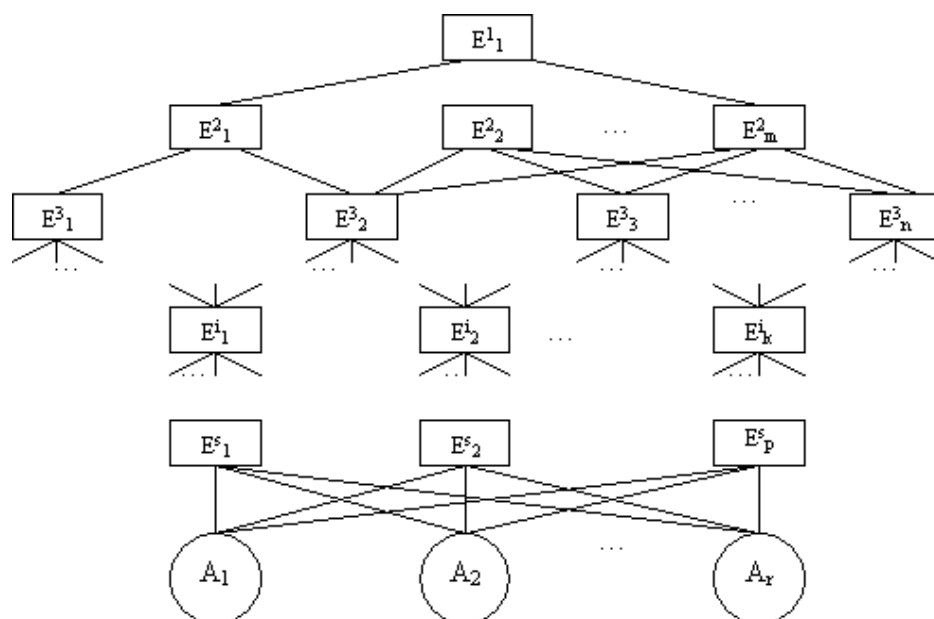 E¹₁
E²₁ E²₂ ... E²ₘ
E³₁ E³₂ E³₃ ... E³ₙ
... ... ... ...
Eⁱ₁ Eⁱ₂ ... Eⁱₖ
... ... ...
Eˢ₁ Eˢ₂ Eˢₚ
...
A₁ A₂ Aᵣ